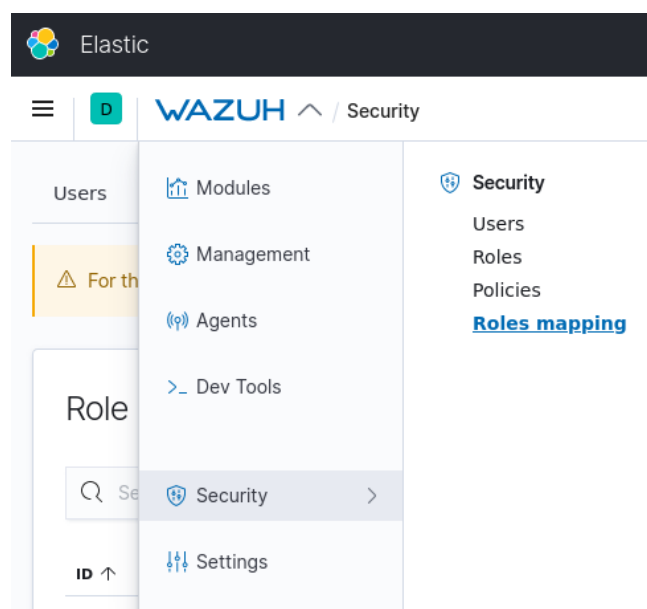 Elastic
D WAZUH / Security
Users
For th
Role
Se
ID
Modules
Management
Agents
>_ Dev Tools
Security
Settings
Security
Users
Roles
Policies
Roles mapping